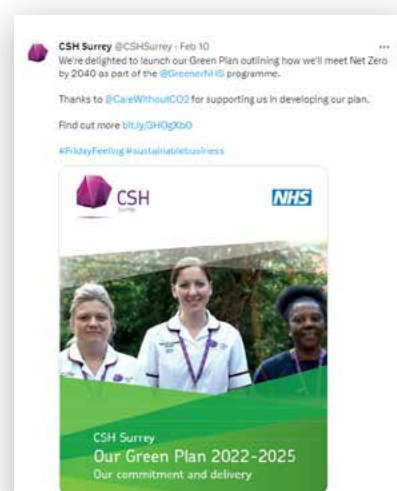 CSH Surrey @CSHSurrey · Feb 10
We're delighted to launch our Green Plan outlining how we'll meet Net Zero
by 2040 as part of the @GreenerNHS programme.
Thanks to @CareWithoutCO2 for supporting us in developing our plan.
Find out more bit.ly/3HOgXb0
#FridayFeeling #sustainablebusiness
CSH
Surrey
NHS
CSH Surrey
Our Green Plan 2022-2025
Our commitment and delivery